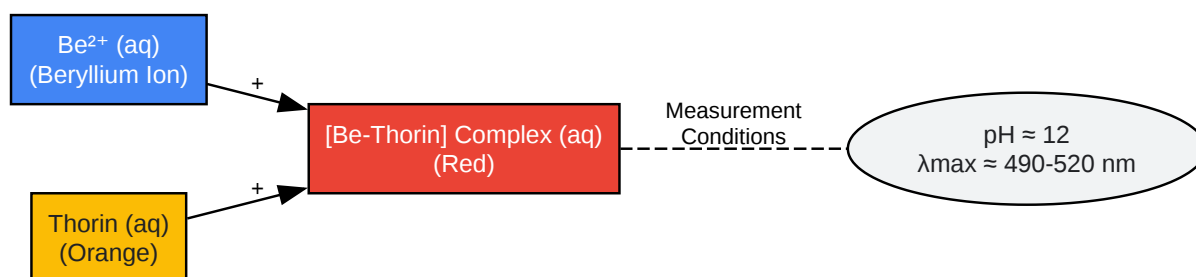 Be²⁺ (aq)
(Beryllium Ion)
+
Thorin (aq)
(Orange)
+
[Be-Thorin] Complex (aq)
(Red)
Measurement
Conditions
pH ≈ 12
λmax ≈ 490-520 nm